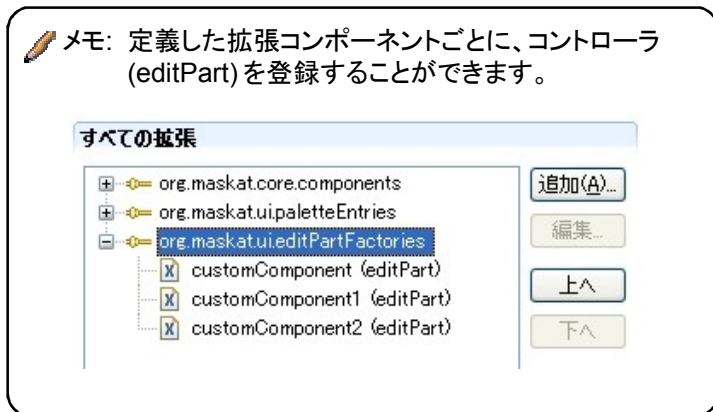 メモ: 定義した拡張コンポーネントごとに、コントローラ
(editPart) を登録することができます。
すべての拡張
org.maskat.core.components
org.maskat.ui.paletteEntries
org.maskat.ui.editPartFactories
customComponent (editPart)
customComponent1 (editPart)
customComponent2 (editPart)
追加(A)...
編集...
上へ
下へ